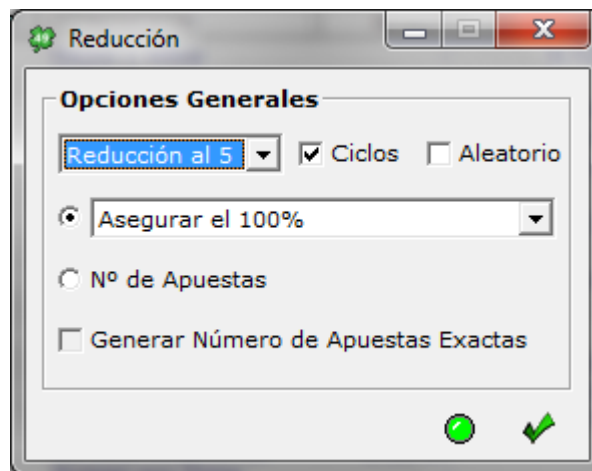 Reducción
Opciones Generales
Reducción al 5 Ciclos Aleatorio
Asegurar el 100%
Nº de Apuestas
Generar Número de Apuestas Exactas